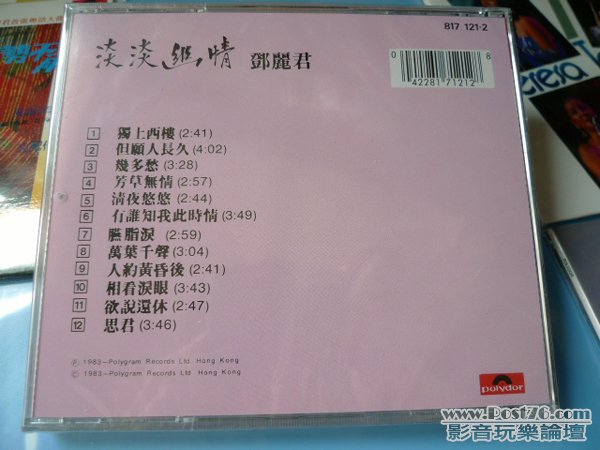 817 121-2
淡淡幽情 鄧麗君
0 42281 71212 8
1 獨上西樓 (2:41)
2 但願人長久 (4:02)
3 幾多愁 (3:28)
4 芳草無情 (2:57)
5 清夜悠悠 (2:44)
6 有誰知我此時情 (3:49)
7 臙脂淚 (2:59)
8 萬葉千聲 (3:04)
9 人約黃昏後 (2:41)
10 相看淚眼 (3:43)
11 欲說還休 (2:47)
12 思君 (3:46)
Ⓟ 1983—Polygram Records Ltd Hong Kong
© 1983—Polygram Records Ltd Hong Kong
polydor
www.Post76.com
影音玩樂論壇